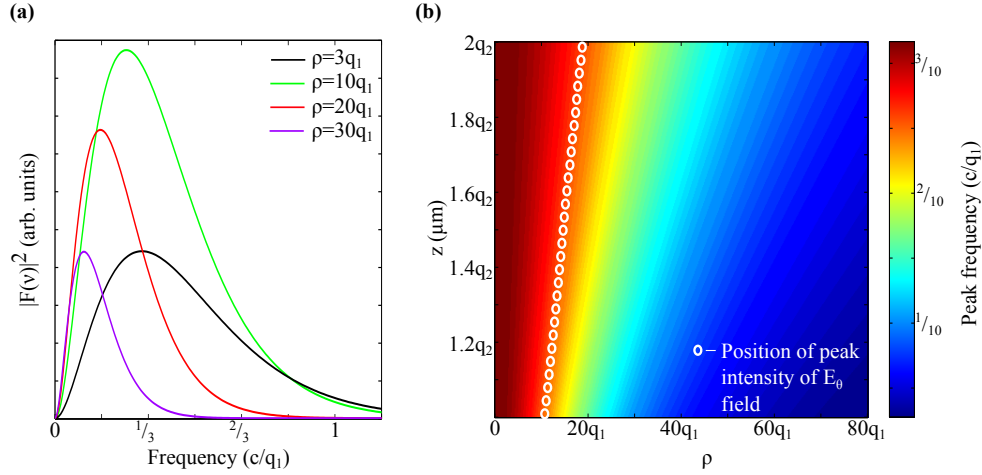 (a)
|F(ν)|² (arb. units)
ρ=3q₁
ρ=10q₁
ρ=20q₁
ρ=30q₁
0
1/3
2/3
1
Frequency (c/q₁)
(b)
z (μm)
2q₂
1.8q₂
1.6q₂
1.4q₂
1.2q₂
Position of peak
intensity of E_θ
field
0
20q₁
40q₁
60q₁
80q₁
ρ
3/10
2/10
1/10
Peak frequency (c/q₁)